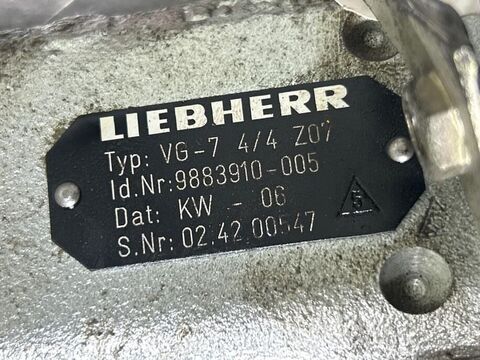 LIEBHERR
Typ: VG-7 4/4 Z07
Id.Nr: 9883910-005
Dat: KW - 06
S.Nr: 02.42 00547
5